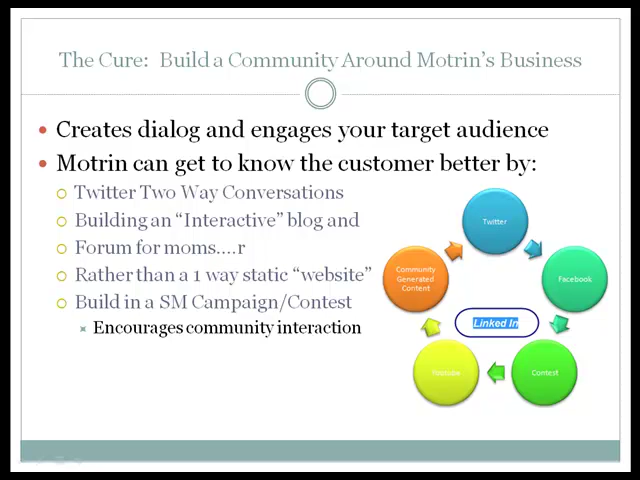 The Cure: Build a Community Around Motrin's Business
Creates dialog and engages your target audience
Motrin can get to know the customer better by:
Twitter Two Way Conversations
Building an "Interactive" blog and
Forum for moms....r
Rather than a 1 way static "website"
Build in a SM Campaign/Contest
Encourages community interaction
Twitter
Facebook
Contest
Youtube
Community
Generated
Content
Linked In